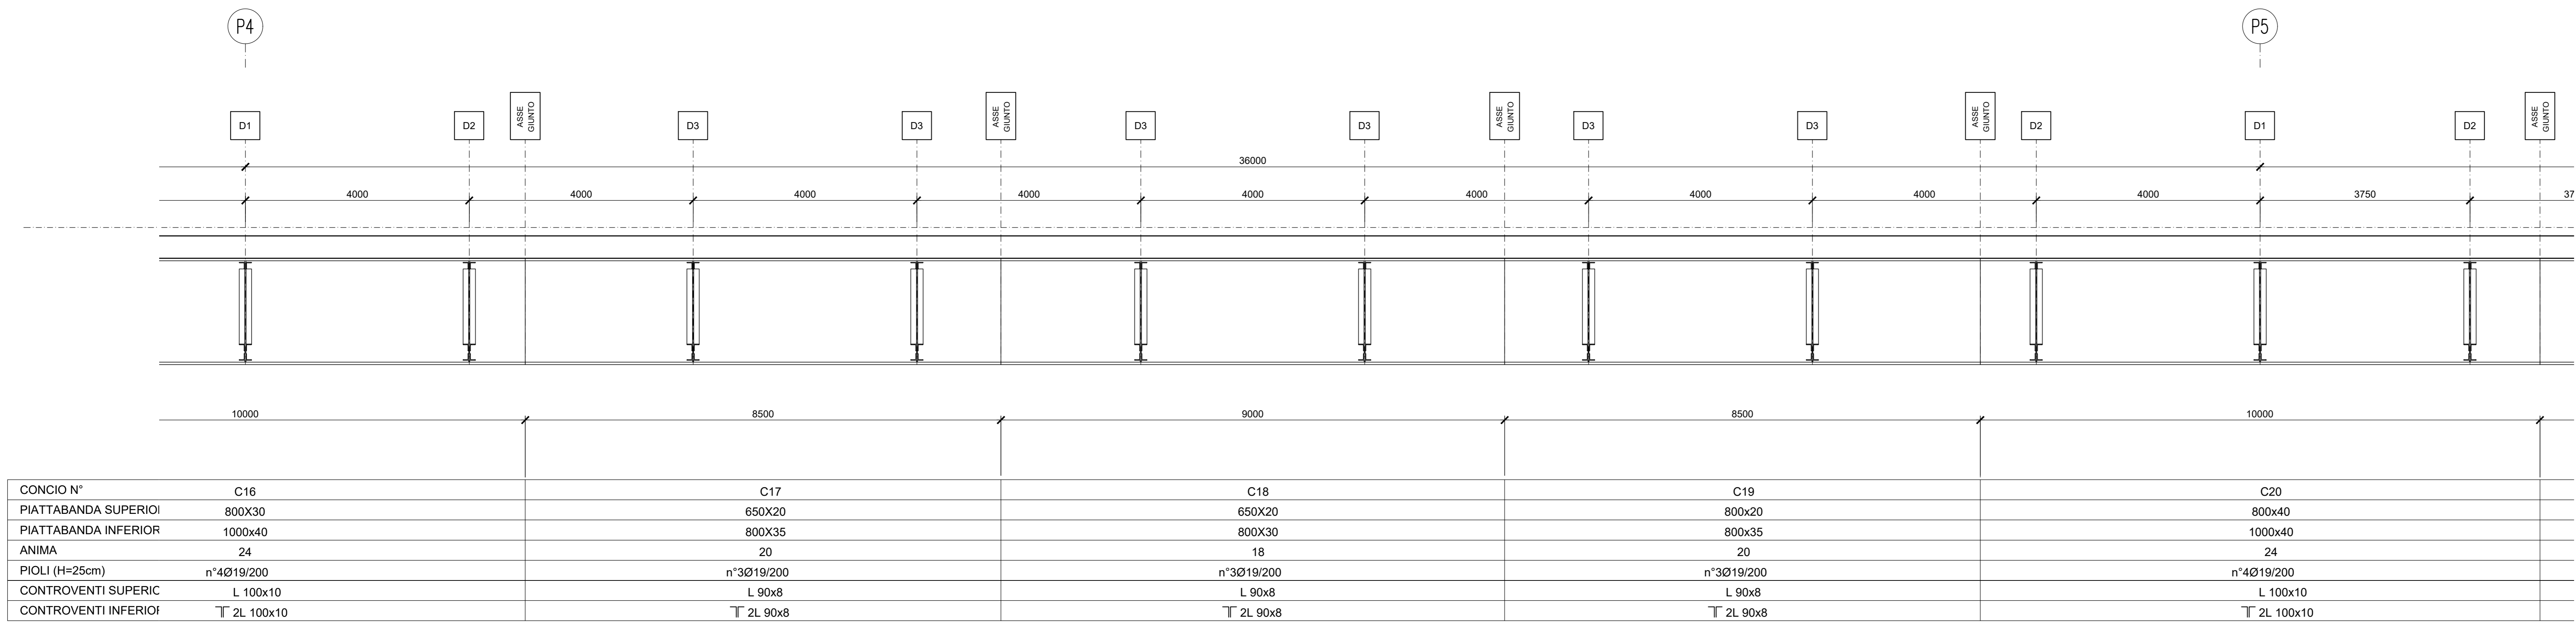 P4 P5
D1 D2 ASSE GIUNTO D3 D3 ASSE GIUNTO D3 D3 ASSE GIUNTO D3 D3 ASSE GIUNTO D2 D1 D2 ASSE GIUNTO
36000
4000 4000 4000 4000 4000 4000 4000 4000 4000 3750 37
10000 8500 9000 8500 10000
CONCIO N° C16 C17 C18 C19 C20
PIATTABANDA SUPERIO 800X30 650X20 650X20 800x20 800x40
PIATTABANDA INFERIOR 1000x40 800X35 800X30 800x35 1000x40
ANIMA 24 20 18 20 24
PIOLI (H=25cm) n°4Ø19/200 n°3Ø19/200 n°3Ø19/200 n°3Ø19/200 n°4Ø19/200
CONTROVENTI SUPERIO L 100x10 L 90x8 L 90x8 L 90x8 L 100x10
CONTROVENTI INFERIO 2L 100x10 2L 90x8 2L 90x8 2L 90x8 2L 100x10